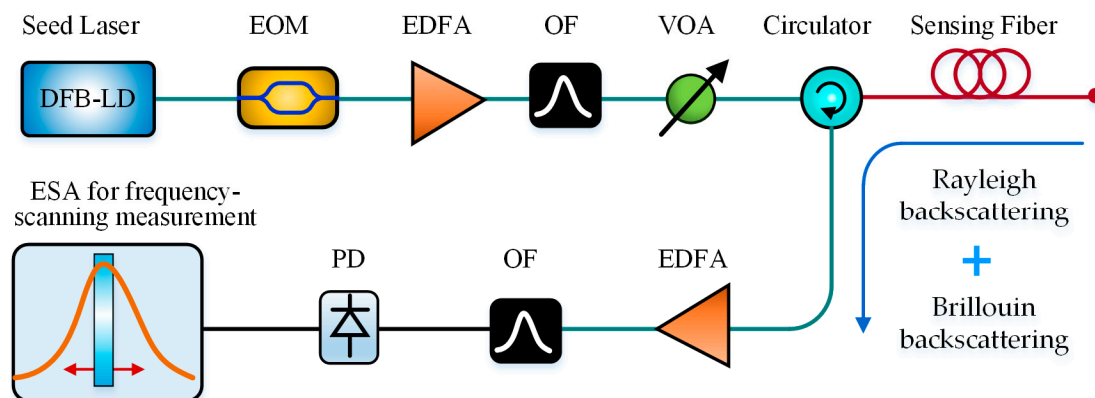 Seed Laser
EOM
EDFA
OF
VOA
Circulator
Sensing Fiber
DFB-LD
ESA for frequency-
scanning measurement
PD
OF
EDFA
Rayleigh
backscattering
+
Brillouin
backscattering